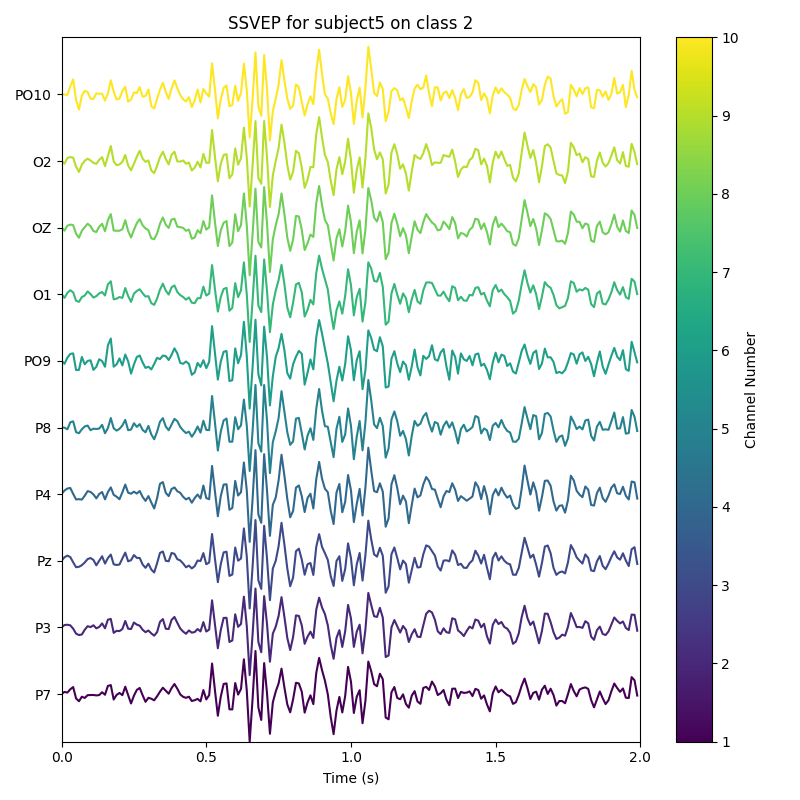 SSVEP for subject5 on class 2
PO10
O2
OZ
O1
PO9
P8
P4
Pz
P3
P7
0.0 0.5 1.0 1.5 2.0
Time (s)
10
9
8
7
6
5
4
3
2
1
Channel Number